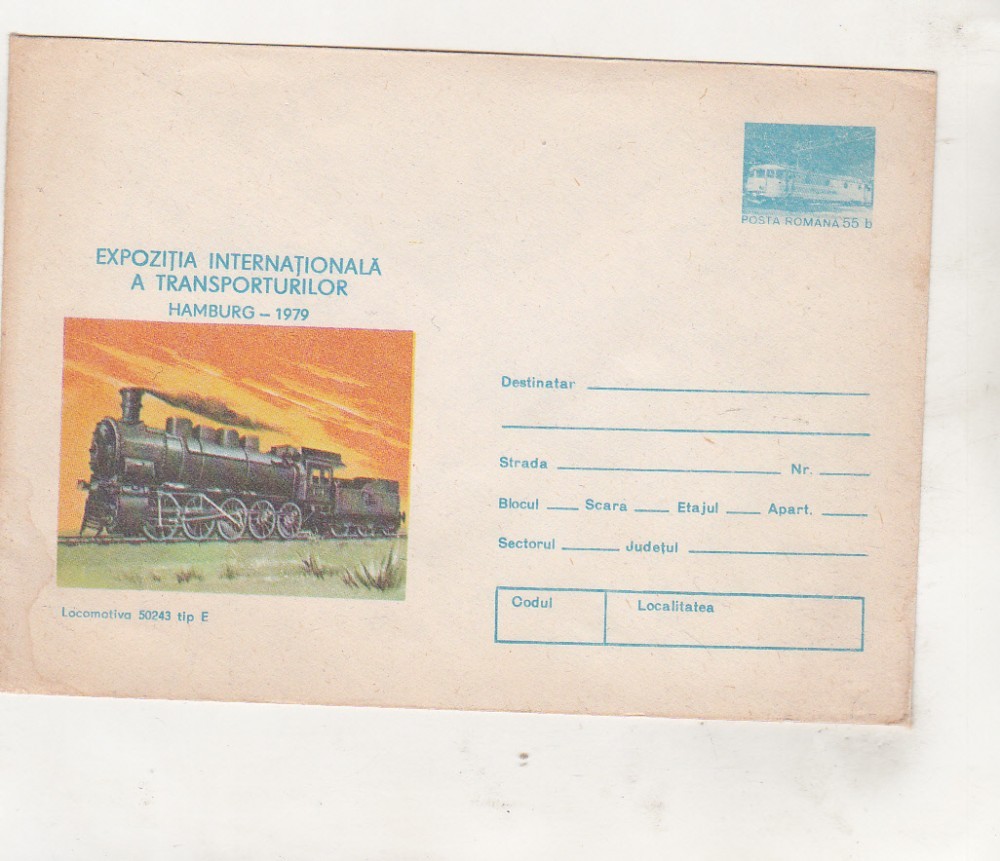 POSTA ROMANA 55 b
EXPOZIȚIA INTERNAȚIONALĂ
A TRANSPORTURILOR
HAMBURG – 1979
Destinatar
Strada Nr.
Blocul Scara Etajul Apart.
Sectorul Județul
Codul Localitatea
Locomotiva 50243 tip E